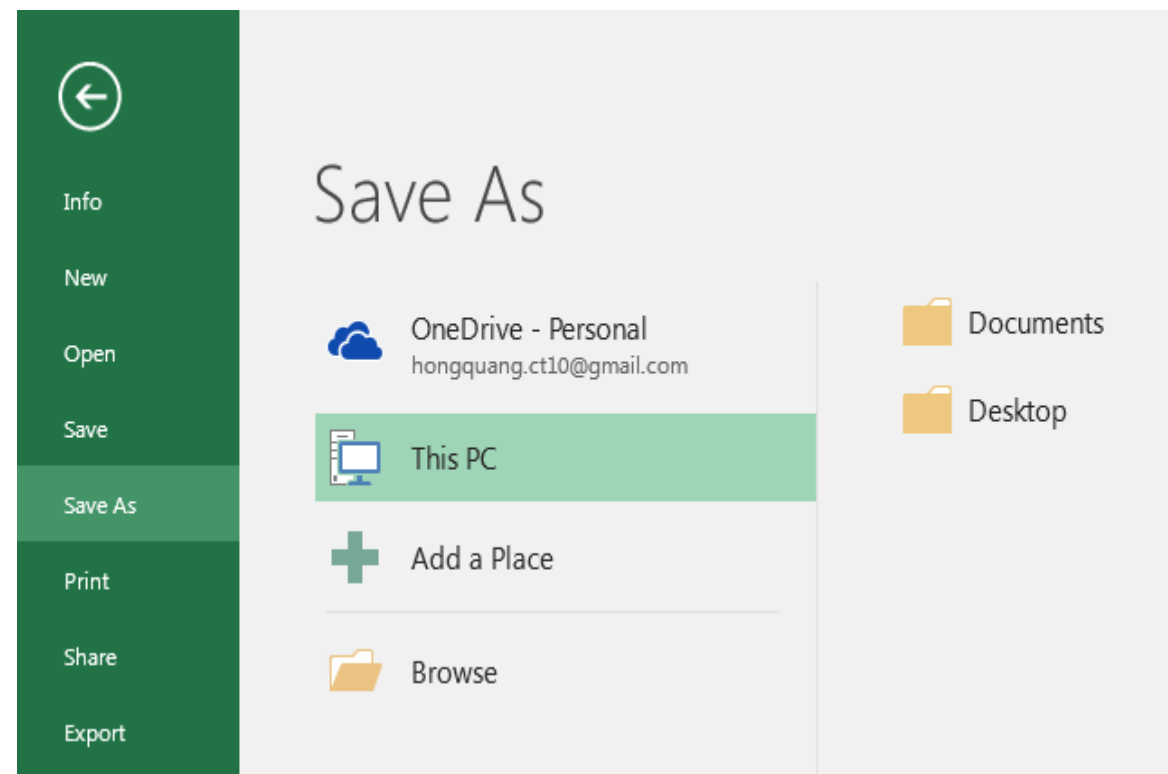 Info
New
Open
Save
Save As
Print
Share
Export
Save As
OneDrive - Personal
hongquang.ct10@gmail.com
This PC
Add a Place
Browse
Documents
Desktop